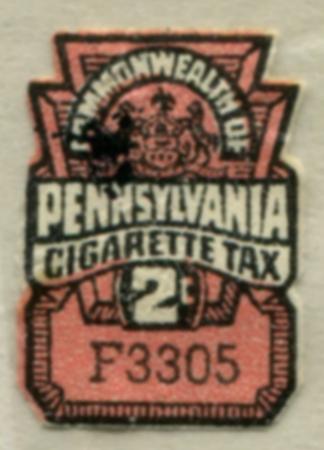 COMMONWEALTH OF
PENNSYLVANIA
CIGARETTE TAX
2¢
F3305